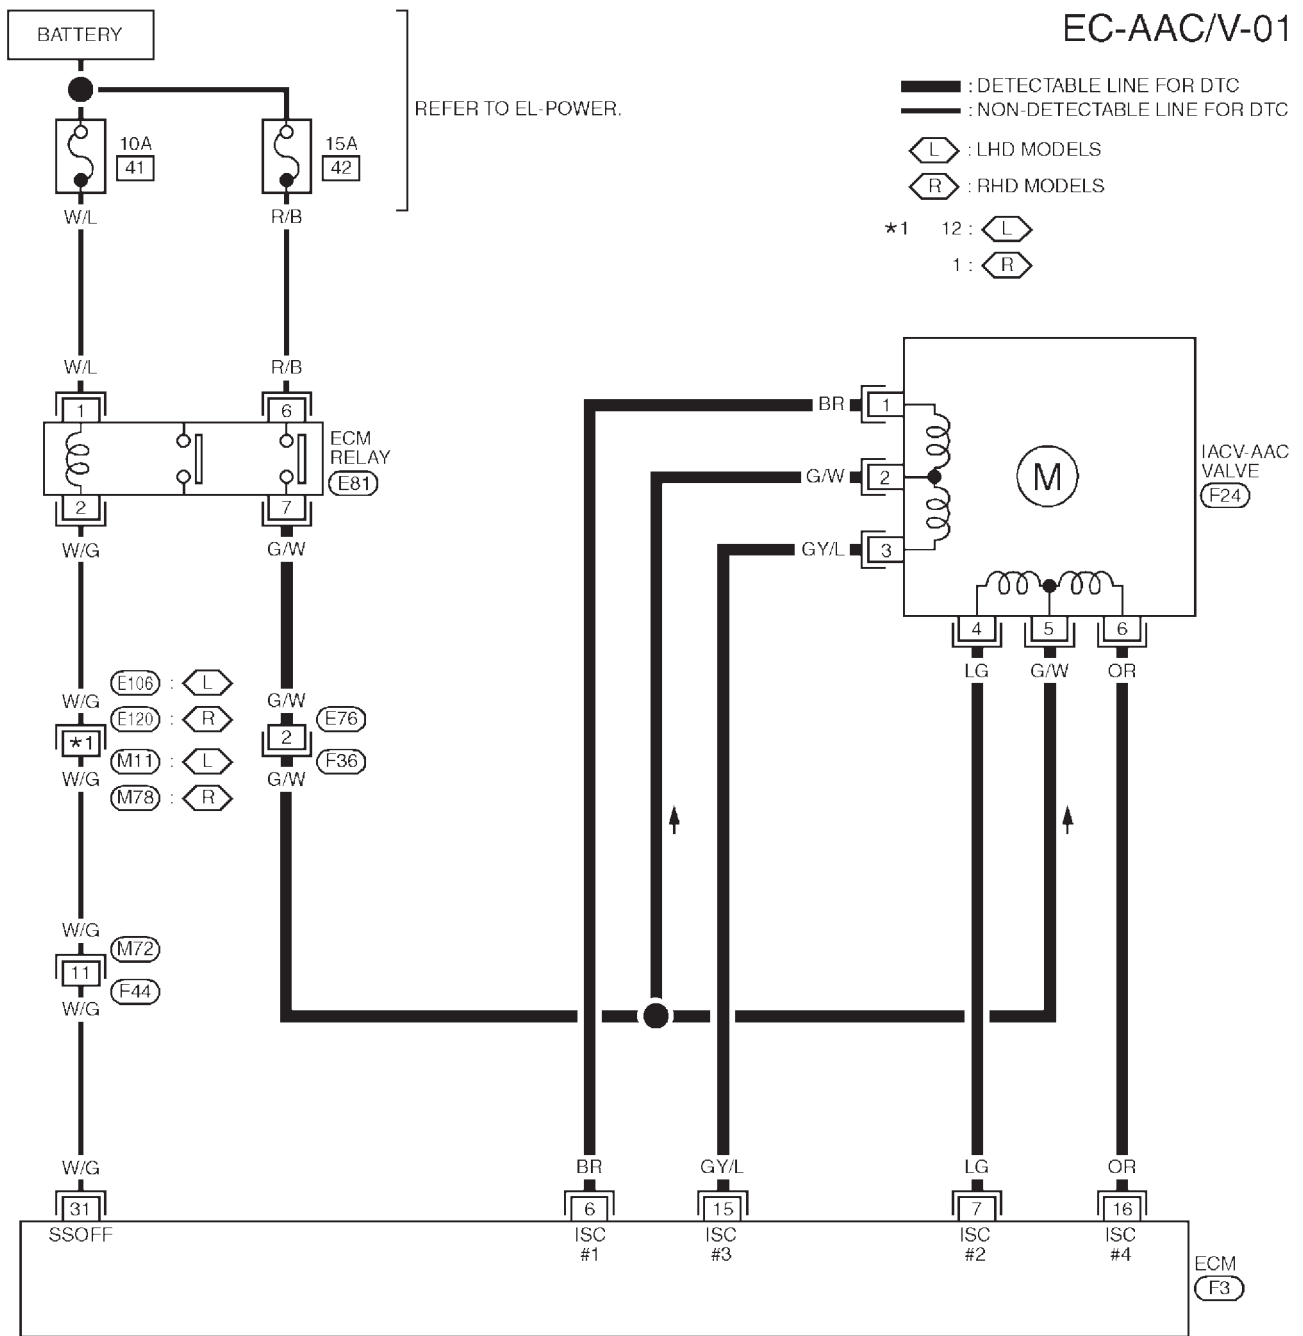 EC-AAC/V-01
BATTERY
REFER TO EL-POWER.
: DETECTABLE LINE FOR DTC
: NON-DETECTABLE LINE FOR DTC
L : LHD MODELS
R : RHD MODELS
*1 12 : L
1 : R
10A
41
15A
42
W/L
R/B
W/L
R/B
1
6
ECM
RELAY
E81
2
7
W/G
G/W
BR
1
G/W
2
GY/L
3
M
IACV-AAC
VALVE
F24
4
5
6
LG
G/W
OR
W/G
E106 : L
E120 : R
*1
M11 : L
M78 : R
W/G
G/W
2
E76
F36
G/W
W/G
M72
11
F44
W/G
W/G
BR
GY/L
LG
OR
31
6
15
7
16
SSOFF
ISC
#1
ISC
#3
ISC
#2
ISC
#4
ECM
F3